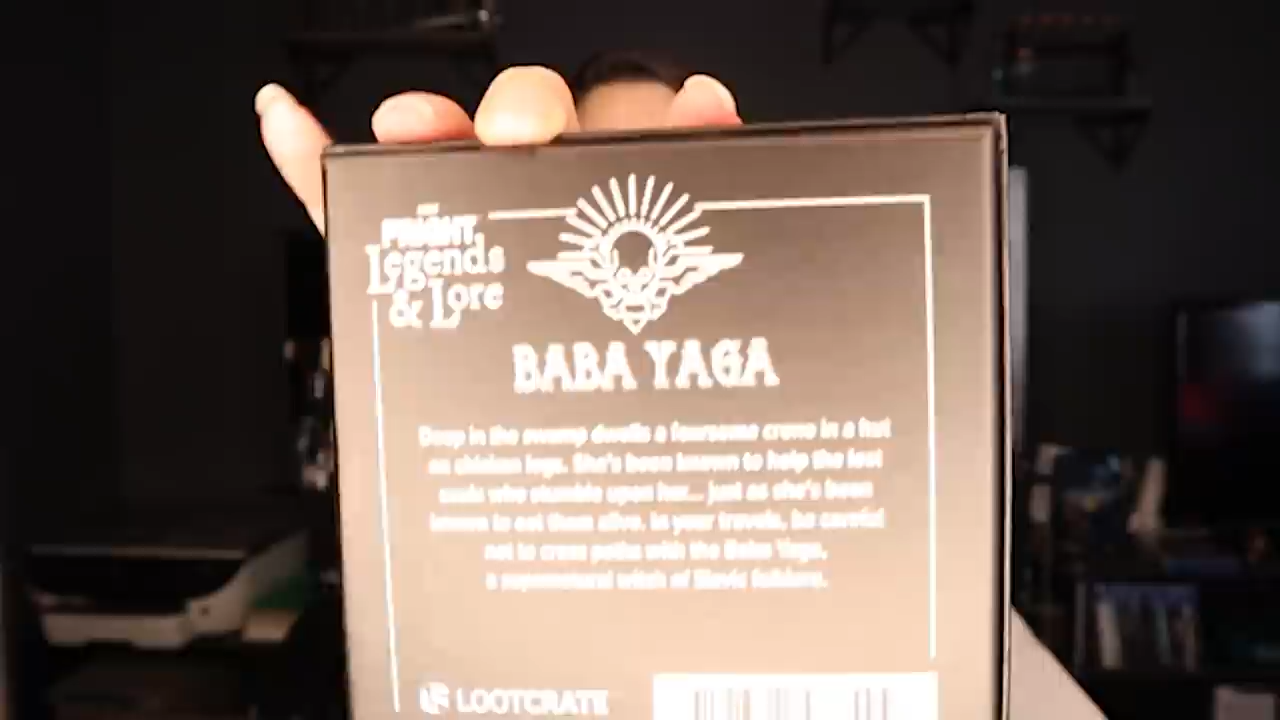 FRIGHT
Legends
& Lore
BABA YAGA
Deep in the swamp dwells a fearsome crone in a hut
on chicken legs. She's been known to help the lost
souls who stumble upon her... just as she's been
known to eat them alive. In your travels, be careful
not to cross paths with the Baba Yaga,
a supernatural witch of Slavic folklore.
LOOTCRATE